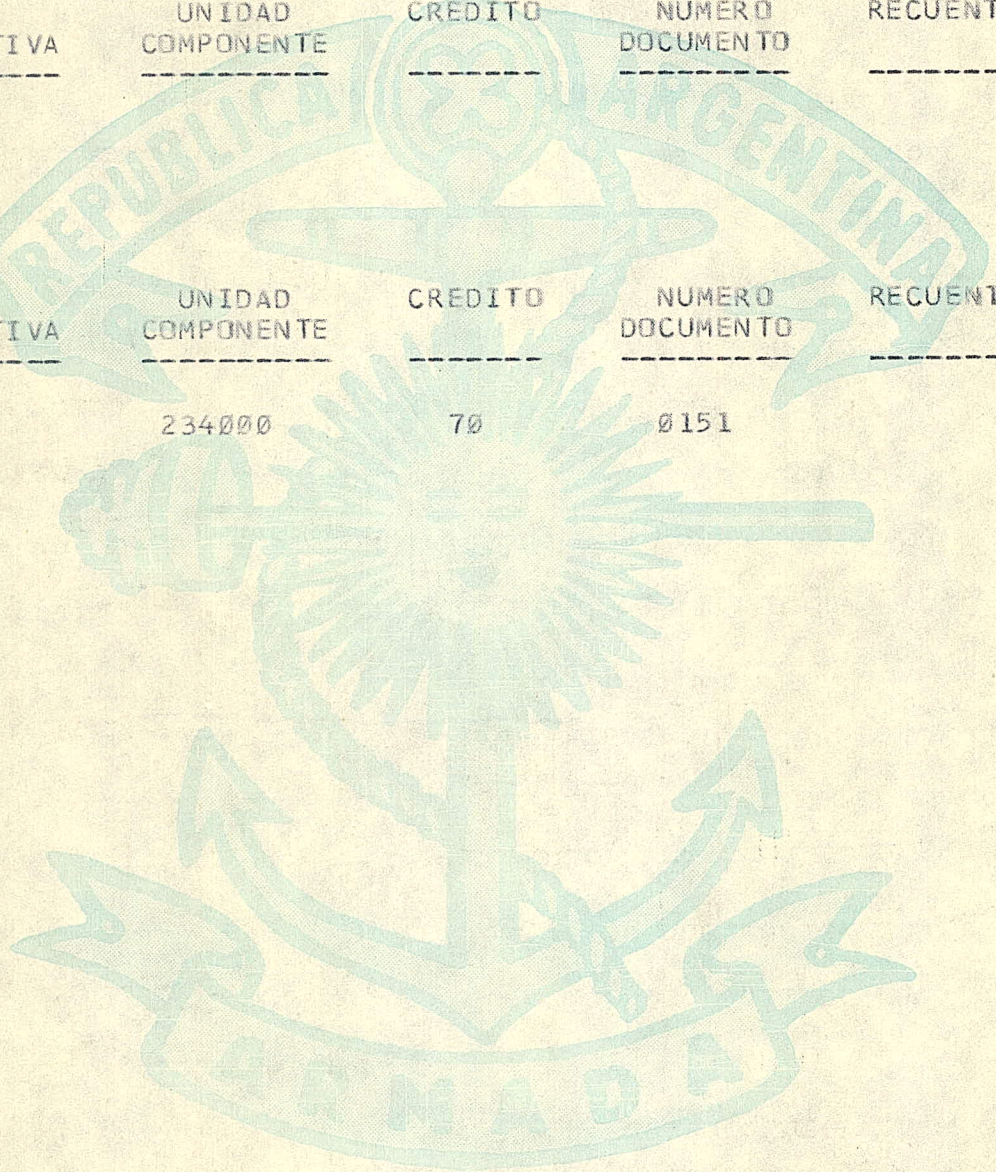 UNIDAD CREDITO NUMERO RECUENT
TIVA COMPONENTE DOCUMENTO
---- ---------- ------- --------- -------
REPUBLICA ARGENTINA
UNIDAD CREDITO NUMERO RECUENT
TIVA COMPONENTE DOCUMENTO
---- ---------- ------- --------- -------
234000 70 0151
ARMADA